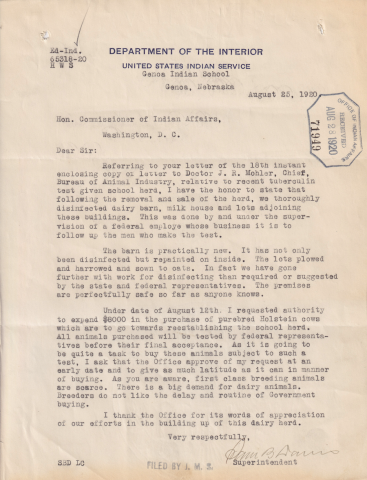 Ed-Ind.
65318-20
H W S
DEPARTMENT OF THE INTERIOR
UNITED STATES INDIAN SERVICE
Genoa Indian School
Genoa, Nebraska
August 25, 1920.
OFFICE OF INDIAN AFFAIRS
RECEIVED
AUG 28 1920
71949
Hon. Commissioner of Indian Affairs,
Washington, D. C.
Dear Sir:
Referring to your letter of the 18th instant
enclosing copy of letter to Doctor J. R. Mohler, Chief,
Bureau of Animal Industry, relative to recent tuberculin
test given school herd, I have the honor to state that
following the removal and sale of the herd, we thoroughly
disinfected dairy barn, milk house and lots adjoining
these buildings. This was done by and under the super-
vision of a federal employe whose business it is to
follow up the men who make the test.
The barn is practically new. It has not only
been disinfected but repainted on inside. The lots plowed
and harrowed and sown to oats. In fact we have gone
further with work for disinfecting than required or suggested
by the state and federal representatives. The premises
are perfectly safe so far as anyone knows.
Under date of August 12th I requested authority
to expend $6000 in the purchase of purebred Holstein cows
which are to go towards reestablishing the school herd.
All animals purchased will be tested by federal representa-
tives before their final acceptance. As it is going to
be quite a task to buy these animals subject to such a
test, I ask that the Office approve of my request at an
early date and to give as much latitude as it can in manner
of buying. As you are aware, first class breeding animals
are scarce. There is a big demand for dairy animals.
Breeders do not like the delay and routine of Government
buying.
I thank the Office for its words of appreciation
of our efforts in the building up of this dairy herd.
Very respectfully,
Superintendent
SBD LC
FILED BY